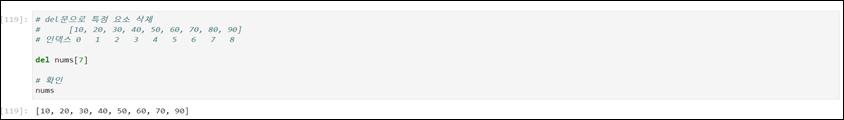 [119]: # del문으로 특정 요소 삭제
# [10, 20, 30, 40, 50, 60, 70, 80, 90]
# 인덱스 0 1 2 3 4 5 6 7 8
del nums[7]
# 확인
nums
[119]: [10, 20, 30, 40, 50, 60, 70, 90]